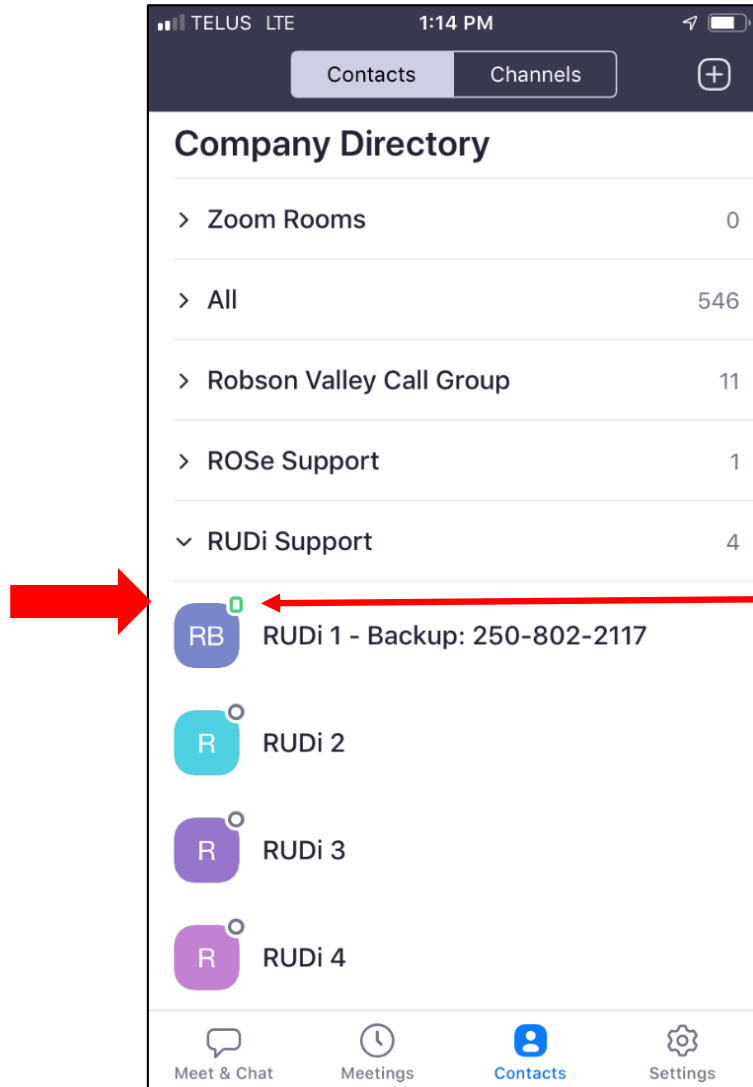 TELUS LTE 1:14 PM
Contacts Channels
Company Directory
Zoom Rooms 0
All 546
Robson Valley Call Group 11
ROSe Support 1
RUDi Support 4
RB RUDi 1 - Backup: 250-802-2117
R RUDi 2
R RUDi 3
R RUDi 4
Meet & Chat Meetings Contacts Settings